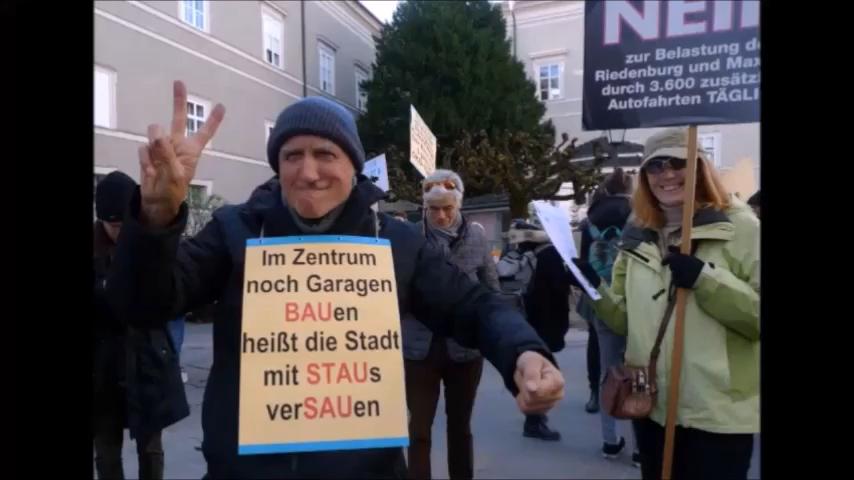 Im Zentrum
noch Garagen
BAUen
heißt die Stadt
mit STAUs
verSAUen
NEI
zur Belastung
Riedenburg und Max
durch 3.600 zusätz
Autofahrten TÄGLI